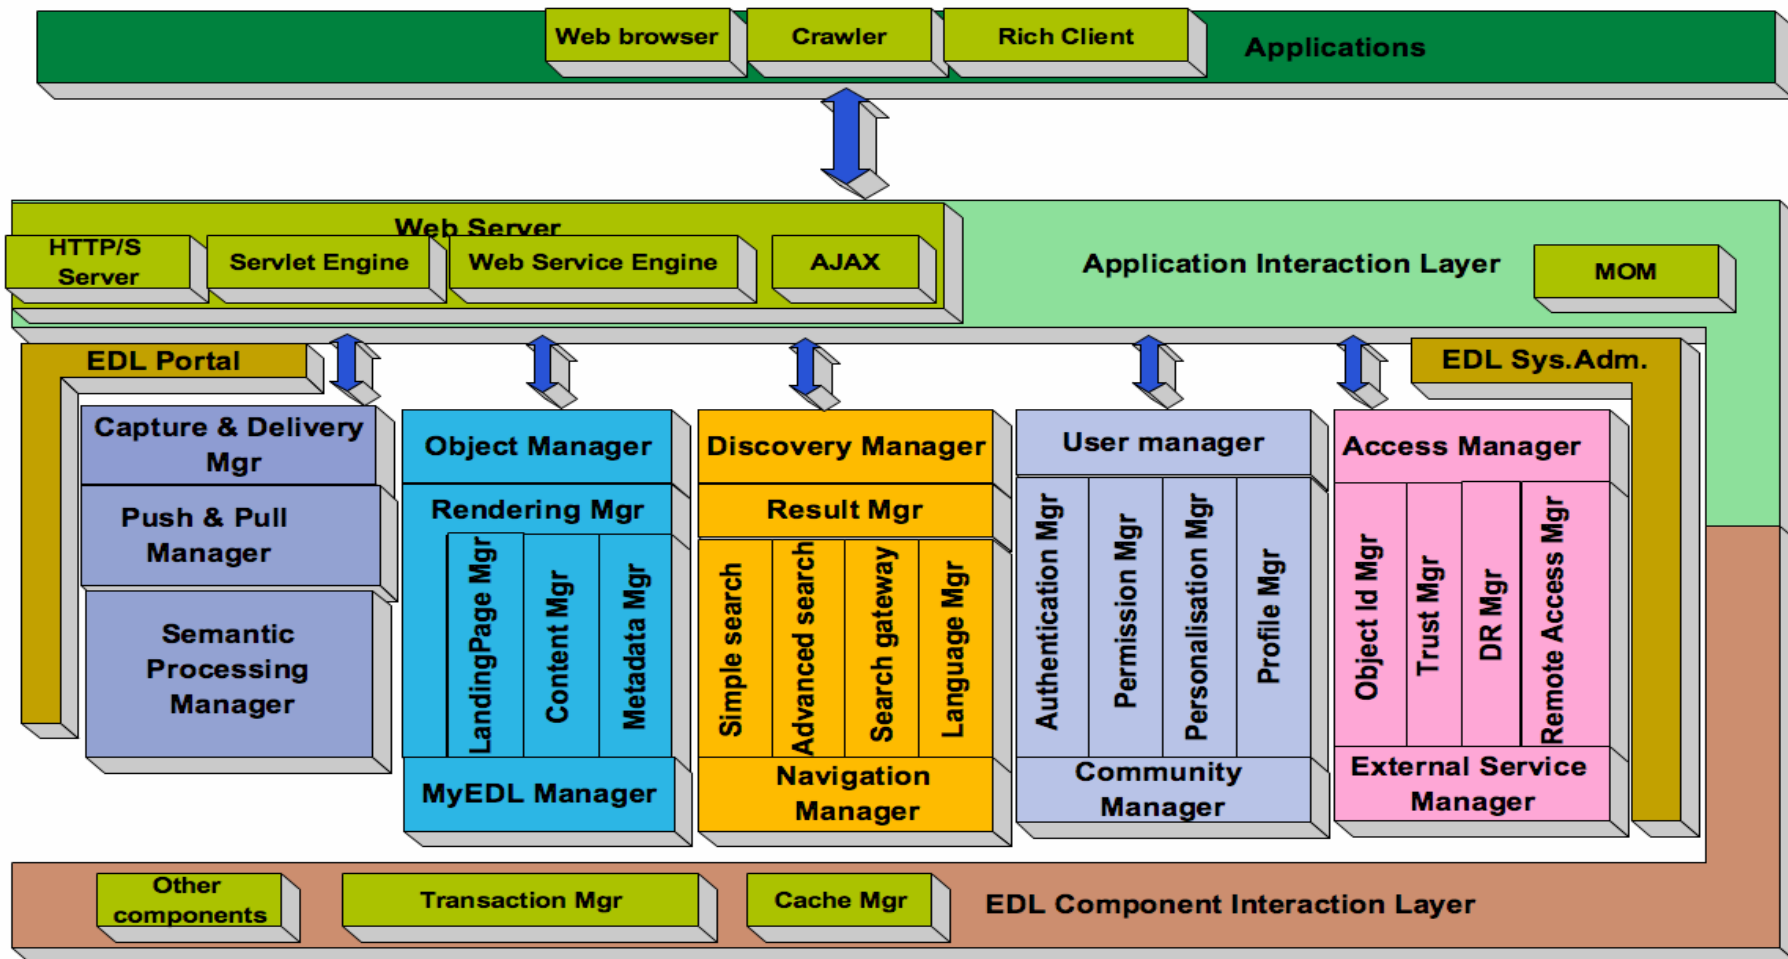 Web browser
Crawler
Rich Client
Applications
Web Server
HTTP/S
Server
Servlet Engine
Web Service Engine
AJAX
Application Interaction Layer
MOM
EDL Portal
EDL Sys.Adm.
Capture & Delivery
Mgr
Push & Pull
Manager
Semantic
Processing
Manager
Object Manager
Rendering Mgr
LandingPage Mgr
Content Mgr
Metadata Mgr
MyEDL Manager
Discovery Manager
Result Mgr
Simple search
Advanced search
Search gateway
Language Mgr
Navigation
Manager
User manager
Authentication Mgr
Permission Mgr
Personalisation Mgr
Profile Mgr
Community
Manager
Access Manager
Object Id Mgr
Trust Mgr
DR Mgr
Remote Access Mgr
External Service
Manager
Other
components
Transaction Mgr
Cache Mgr
EDL Component Interaction Layer